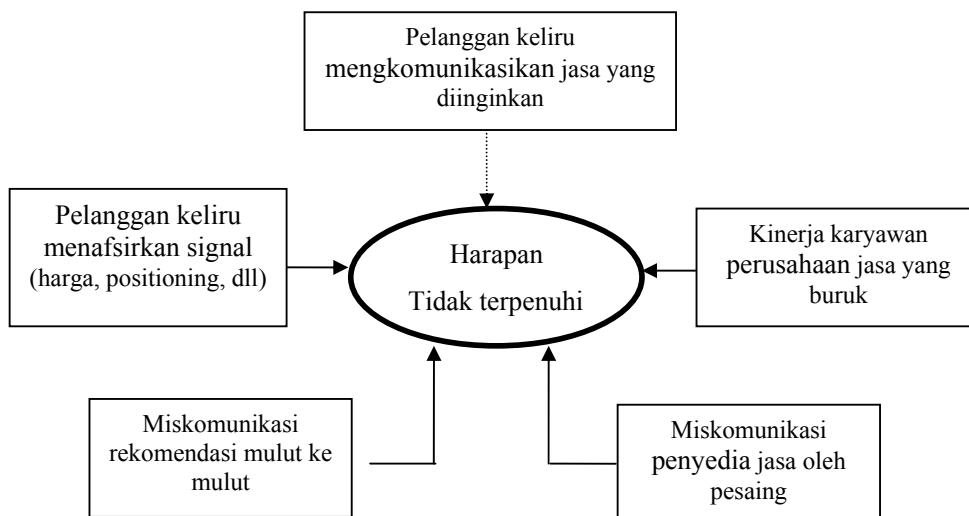 Pelanggan keliru
mengkomunikasikan jasa yang
diinginkan
Pelanggan keliru
menafsirkan signal
(harga, positioning, dll)
Harapan
Tidak terpenuhi
Kinerja karyawan
perusahaan jasa yang
buruk
Miskomunikasi
rekomendasi mulut ke
mulut
Miskomunikasi
penyedia jasa oleh
pesaing